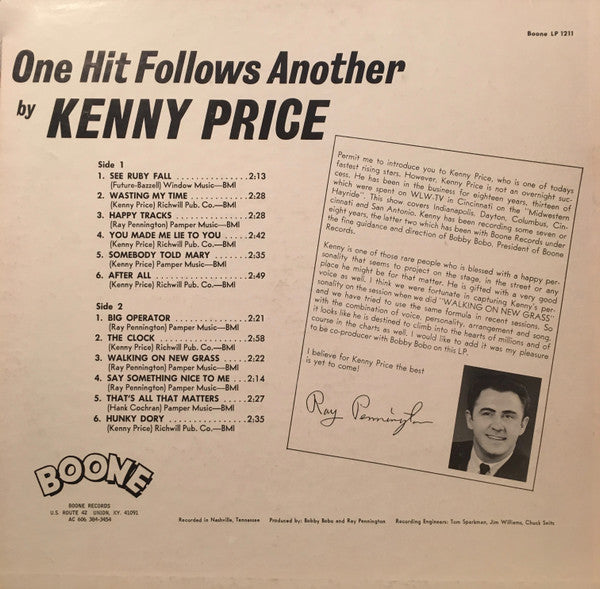 Boone LP 1211
One Hit Follows Another
by KENNY PRICE
Side 1
1. SEE RUBY FALL . . . . . . . . . . . . 2:13
(Future-Bazzell) Window Music—BMI
2. WASTING MY TIME . . . . . . . . 2:28
(Kenny Price) Richwill Pub. Co.—BMI
3. HAPPY TRACKS . . . . . . . . . . . 2:28
(Ray Pennington) Pamper Music—BMI
4. YOU MADE ME LIE TO YOU . . . . 2:42
(Kenny Price) Richwill Pub. Co.—BMI
5. SOMEBODY TOLD MARY . . . . . 2:35
(Kenny Price) Pamper Music—BMI
6. AFTER ALL . . . . . . . . . . . . . . . 2:49
(Kenny Price) Richwill Pub. Co.—BMI
Side 2
1. BIG OPERATOR . . . . . . . . . . . 2:21
(Ray Pennington) Pamper Music—BMI
2. THE CLOCK . . . . . . . . . . . . . . 2:58
(Kenny Price) Richwill Pub. Co.—BMI
3. WALKING ON NEW GRASS . . . . 2:22
(Ray Pennington) Pamper Music—BMI
4. SAY SOMETHING NICE TO ME . . 2:14
(Ray Pennington) Pamper Music—BMI
5. THAT'S ALL THAT MATTERS . . . 2:27
(Hank Cochran) Pamper Music—BMI
6. HUNKY DORY . . . . . . . . . . . . 2:35
(Kenny Price) Richwill Pub. Co.—BMI
Permit me to introduce you to Kenny Price, who is one of todays
fastest rising stars. However, Kenny Price is not an overnight suc-
cess. He has been in the business for eighteen years, thirteen of
which were spent on WLW-TV in Cincinnati on the "Midwestern
Hayride". This show covers Indianapolis, Dayton, Columbus, Cin-
cinnati and San Antonio. Kenny has been recording some seven or
eight years, the latter two which has been with Boone Records under
the fine guidance and direction of Bobby Bobo, President of Boone
Records.
Kenny is one of those rare people who is blessed with a happy per-
sonality that seems to project on the stage, in the street or any
place he might be for that matter. He is gifted with a very good
voice as well. I think we were fortunate in capturing Kenny's per-
sonality on the session when we did "WALKING ON NEW GRASS"
and we have tried to use the same formula in recent sessions. So
with the combination of voice, personality, arrangement and song,
it looks like he is destined to climb into the hearts of millions and of
course in the charts as well. I would like to add it was my pleasure
to be co-producer with Bobby Bobo on this LP.
I believe for Kenny Price the best
is yet to come!
Ray Pennington
BOONE
BOONE RECORDS
U.S. ROUTE 42 UNION, KY. 41091
AC 606 384-3454
Recorded in Nashville, Tennessee Produced by: Bobby Bobo and Ray Pennington Recording Engineers: Tom Sparkman, Jim Williams, Chuck Seitz